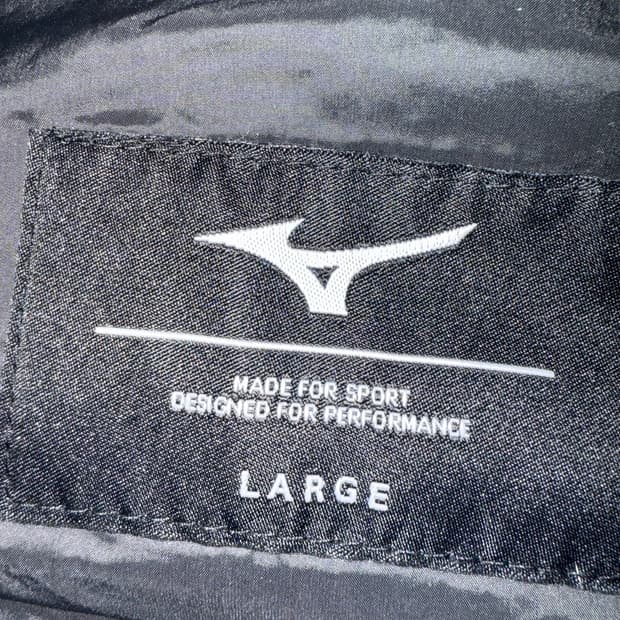 MADE FOR SPORT
DESIGNED FOR PERFORMANCE
LARGE